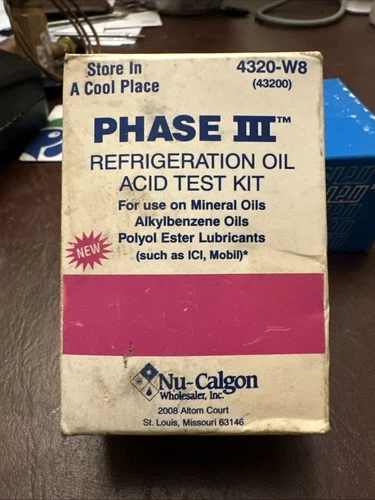 Store In
A Cool Place
4320-W8
(43200)
PHASE III™
REFRIGERATION OIL
ACID TEST KIT
For use on Mineral Oils
Alkylbenzene Oils
Polyol Ester Lubricants
(such as ICI, Mobil)*
NEW
Nu-Calgon
Wholesaler, Inc.
2008 Altom Court
St. Louis, Missouri 63146